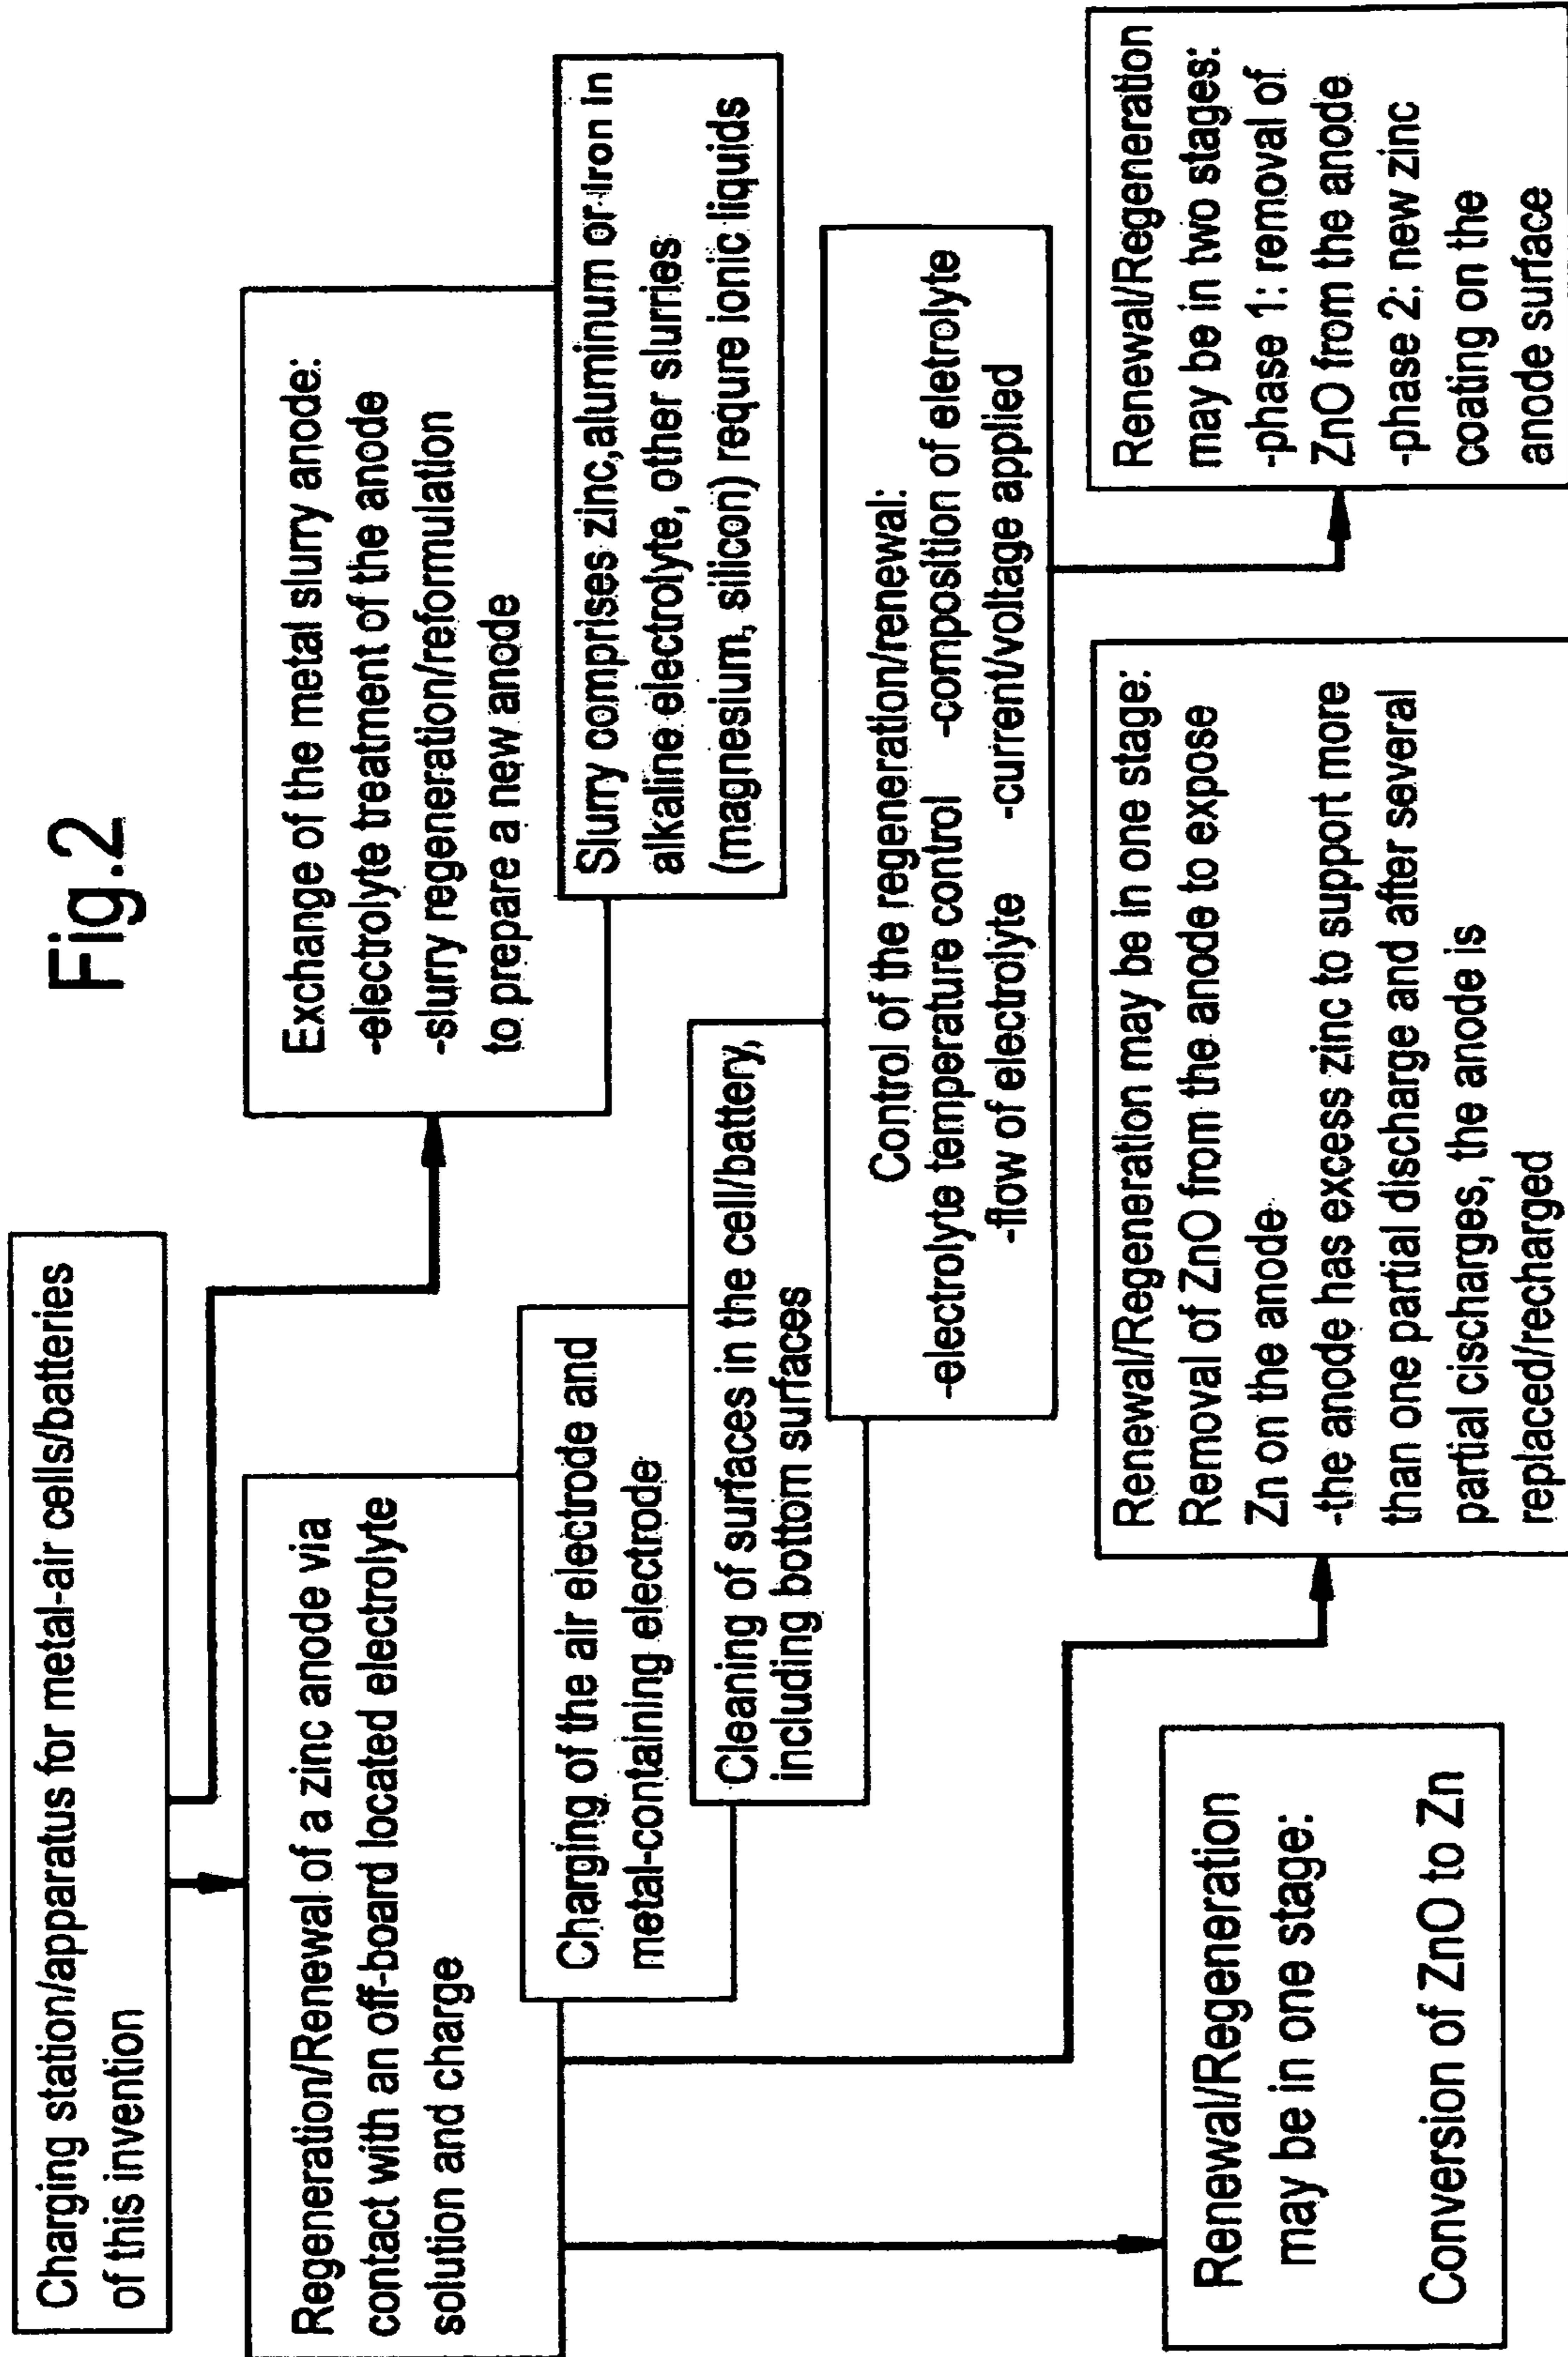 Fig.2
Charging station/apparatus for metal-air cells/batteries
of this invention
Regeneration/Renewal of a zinc anode via
contact with an off-board located electrolyte
solution and charge
Charging of the air electrode and
metal-containing electrode
Cleaning of surfaces in the cell/battery,
including bottom surfaces
Exchange of the metal slurry anode:
-electrolyte treatment of the anode
-slurry regeneration/reformulation
to prepare a new anode
Slurry comprises zinc,aluminum or iron in
alkaline electrolyte, other slurries
(magnesium, silicon) requre ionic liquids
Control of the regeneration/renewal:
-electrolyte temperature control -composition of eletrolyte
-flow of electrolyte -current/voltage applied
Renewal/Regeneration
may be in one stage:
Conversion of ZnO to Zn
Renewal/Regeneration may be in one stage:
Removal of ZnO from the anode to expose
Zn on the anode
-the anode has excess zinc to support more
than one partial discharge and after several
partial cischarges, the anode is
replaced/recharged
Renewal/Regeneration
may be in two stages:
-phase 1: removal of
ZnO from the anode
-phase 2: new zinc
coating on the
anode surface